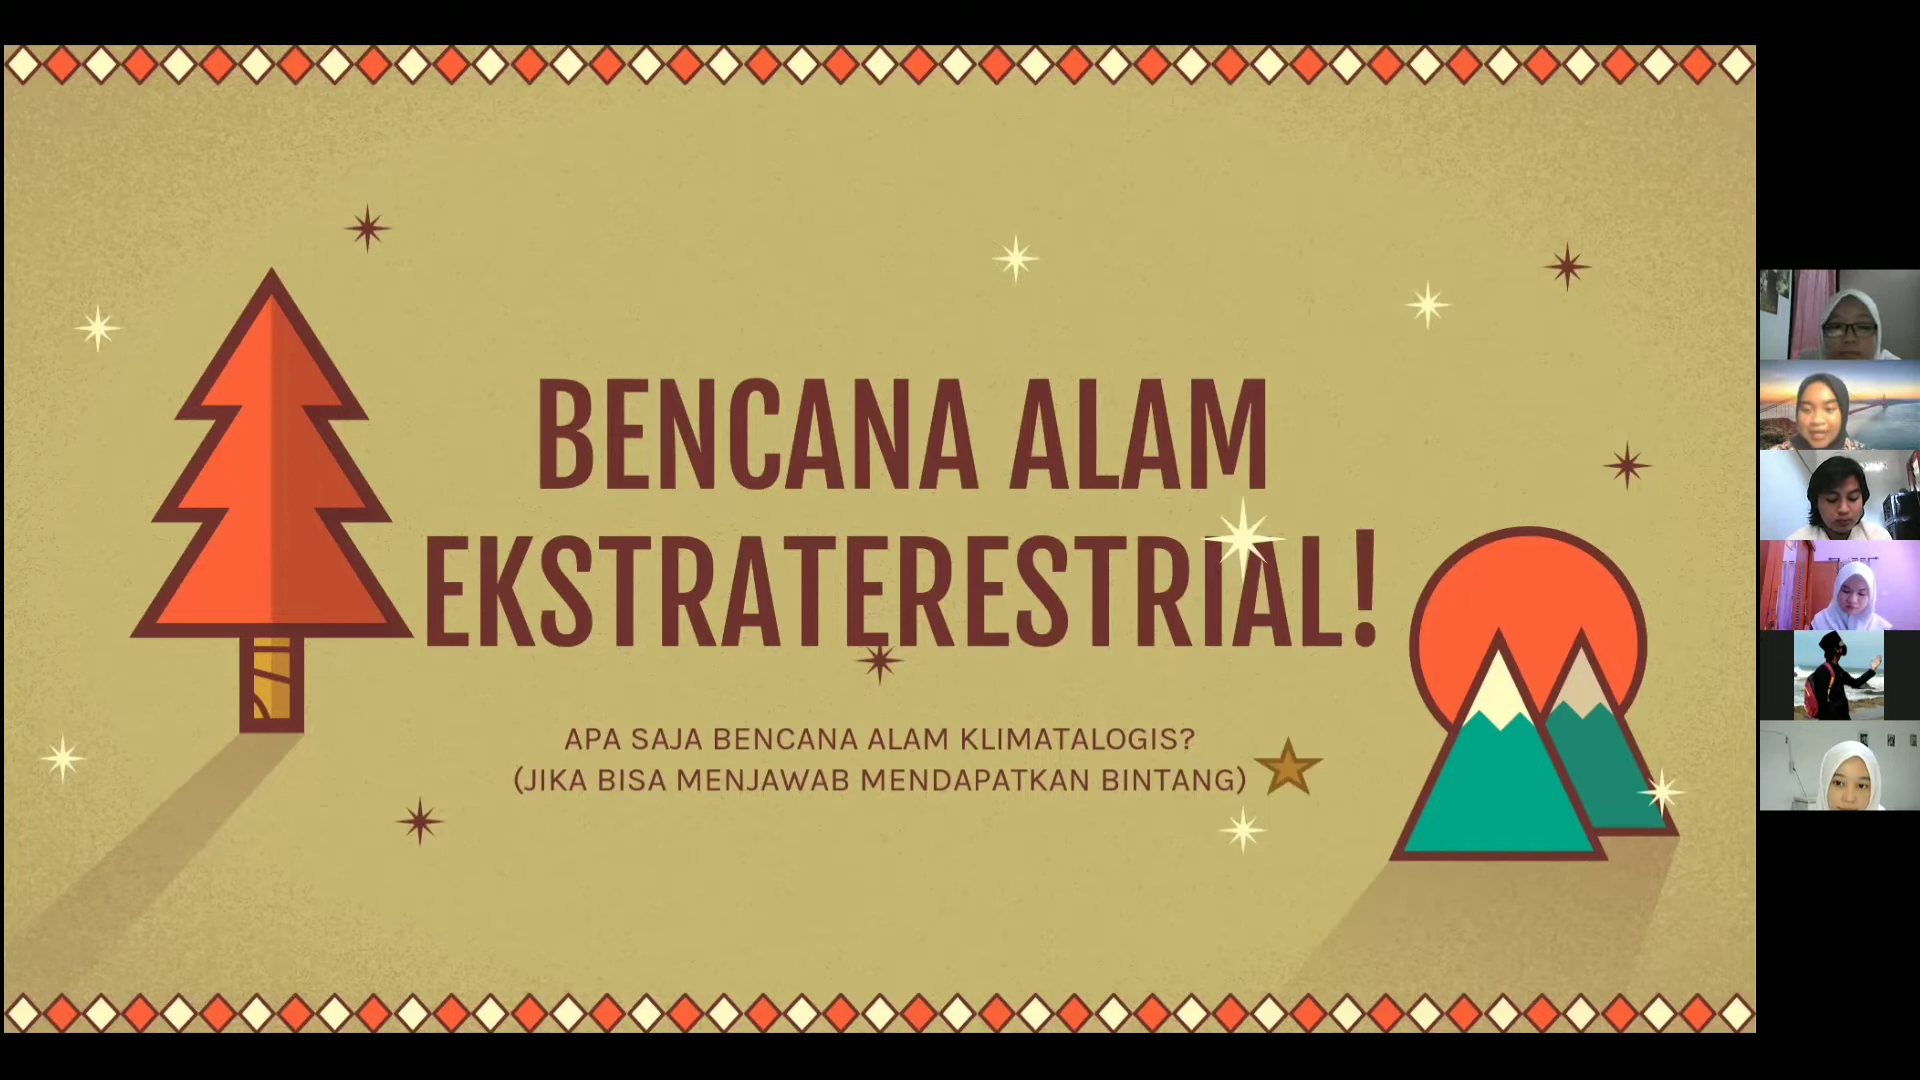 BENCANA ALAM
EKSTRATERESTRIAL!
APA SAJA BENCANA ALAM KLIMATALOGIS?
(JIKA BISA MENJAWAB MENDAPATKAN BINTANG)